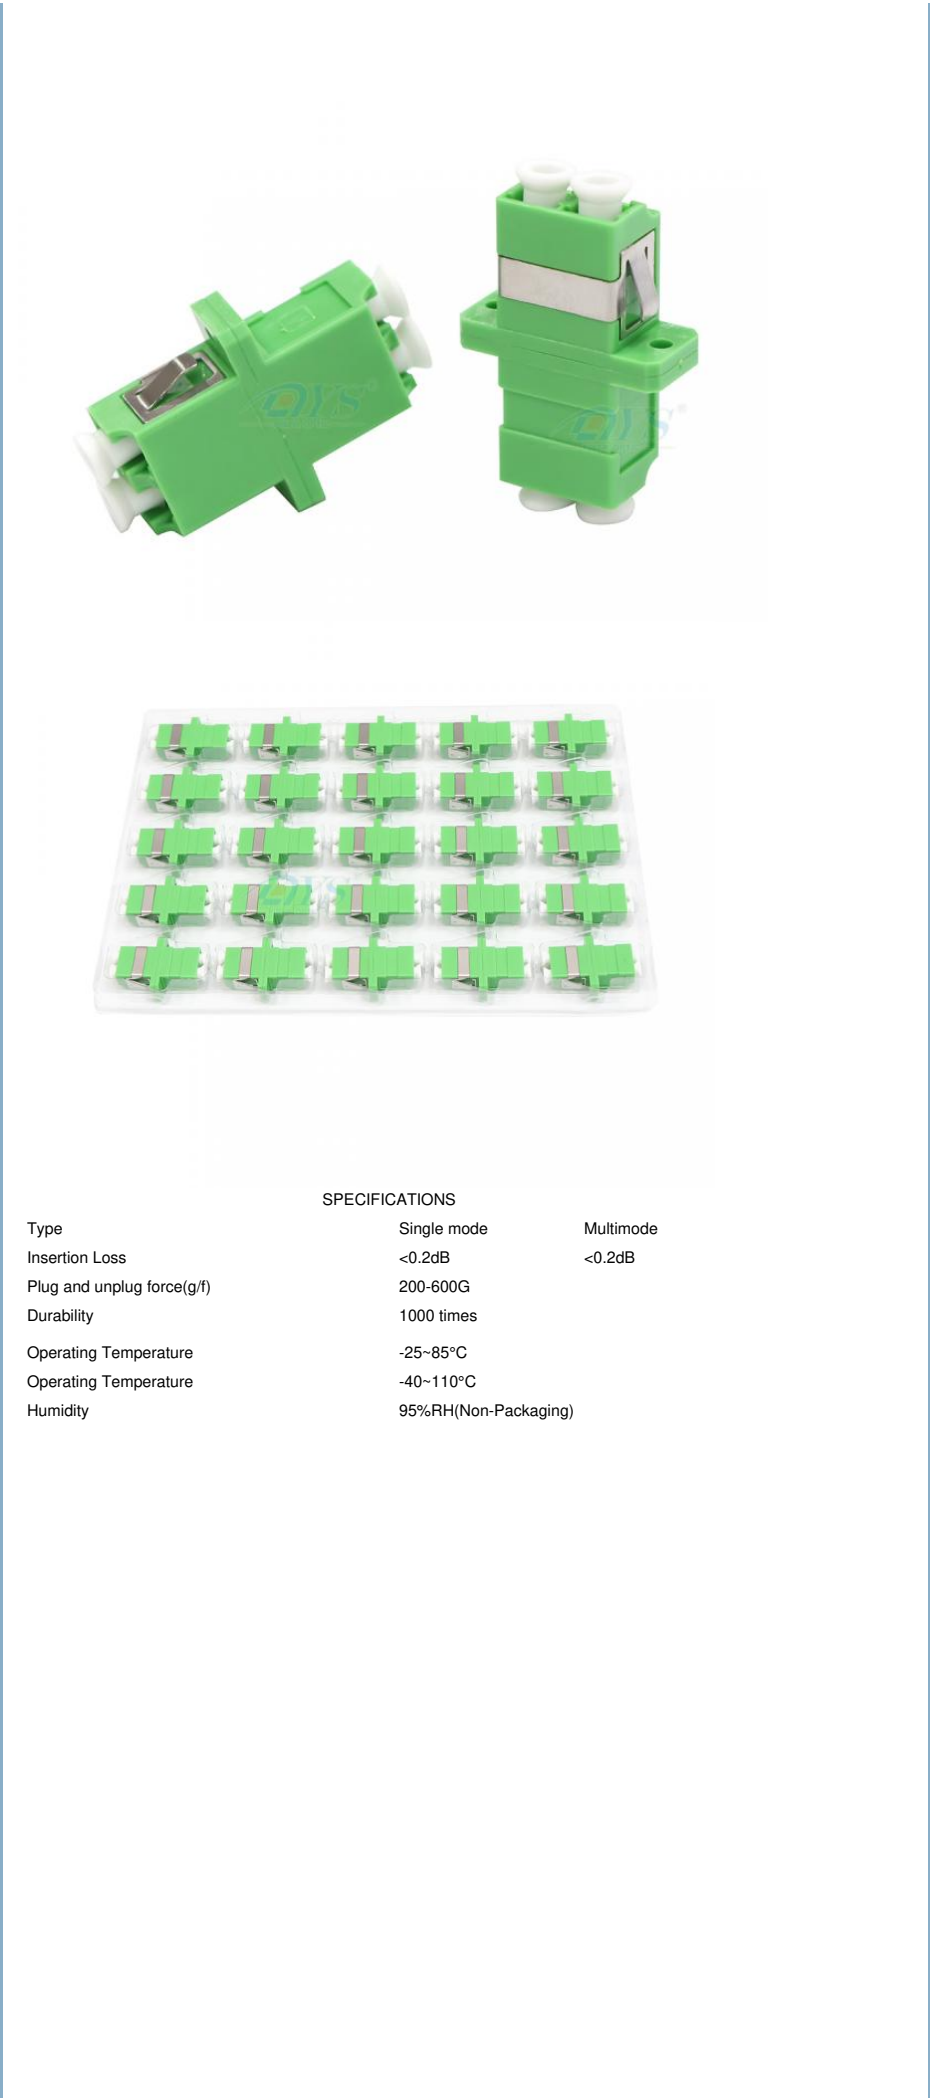 SPECIFICATIONS
Type Single mode Multimode
Insertion Loss <0.2dB <0.2dB
Plug and unplug force(g/f) 200-600G
Durability 1000 times
Operating Temperature -25~85°C
Operating Temperature -40~110°C
Humidity 95%RH(Non-Packaging)